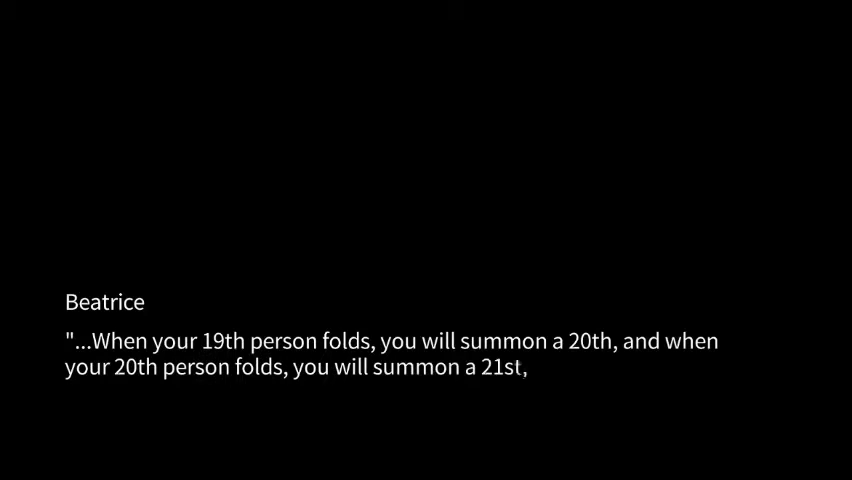 Beatrice
"...When your 19th person folds, you will summon a 20th, and when
your 20th person folds, you will summon a 21st,